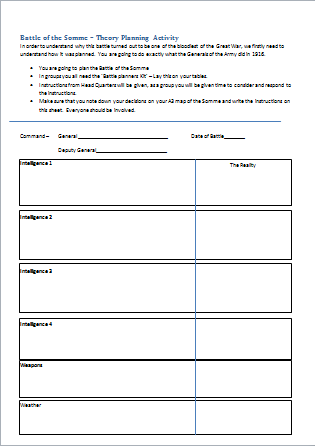 Battle of the Somme – Theory Planning Activity
In order to understand why this battle turned out to be one of the bloodiest of the Great War, we firstly need to
understand how it was planned. You are going to do exactly what the Generals of the Army did in 1916.
• You are going to plan the Battle of the Somme
• In groups you all need the 'Battle planners Kit' – Lay this on your tables.
• Instructions from Head Quarters will be given, as a group you will be given time to consider and respond to
the instructions.
• Make sure that you note down your decisions on your A3 map of the Somme and write the instructions on
this sheet. Everyone should be involved.
Command – General____________________ Date of Battle_______
Deputy General____________________
Intelligence 1 The Reality
Intelligence 2
Intelligence 3
Intelligence 4
Weapons
Weather